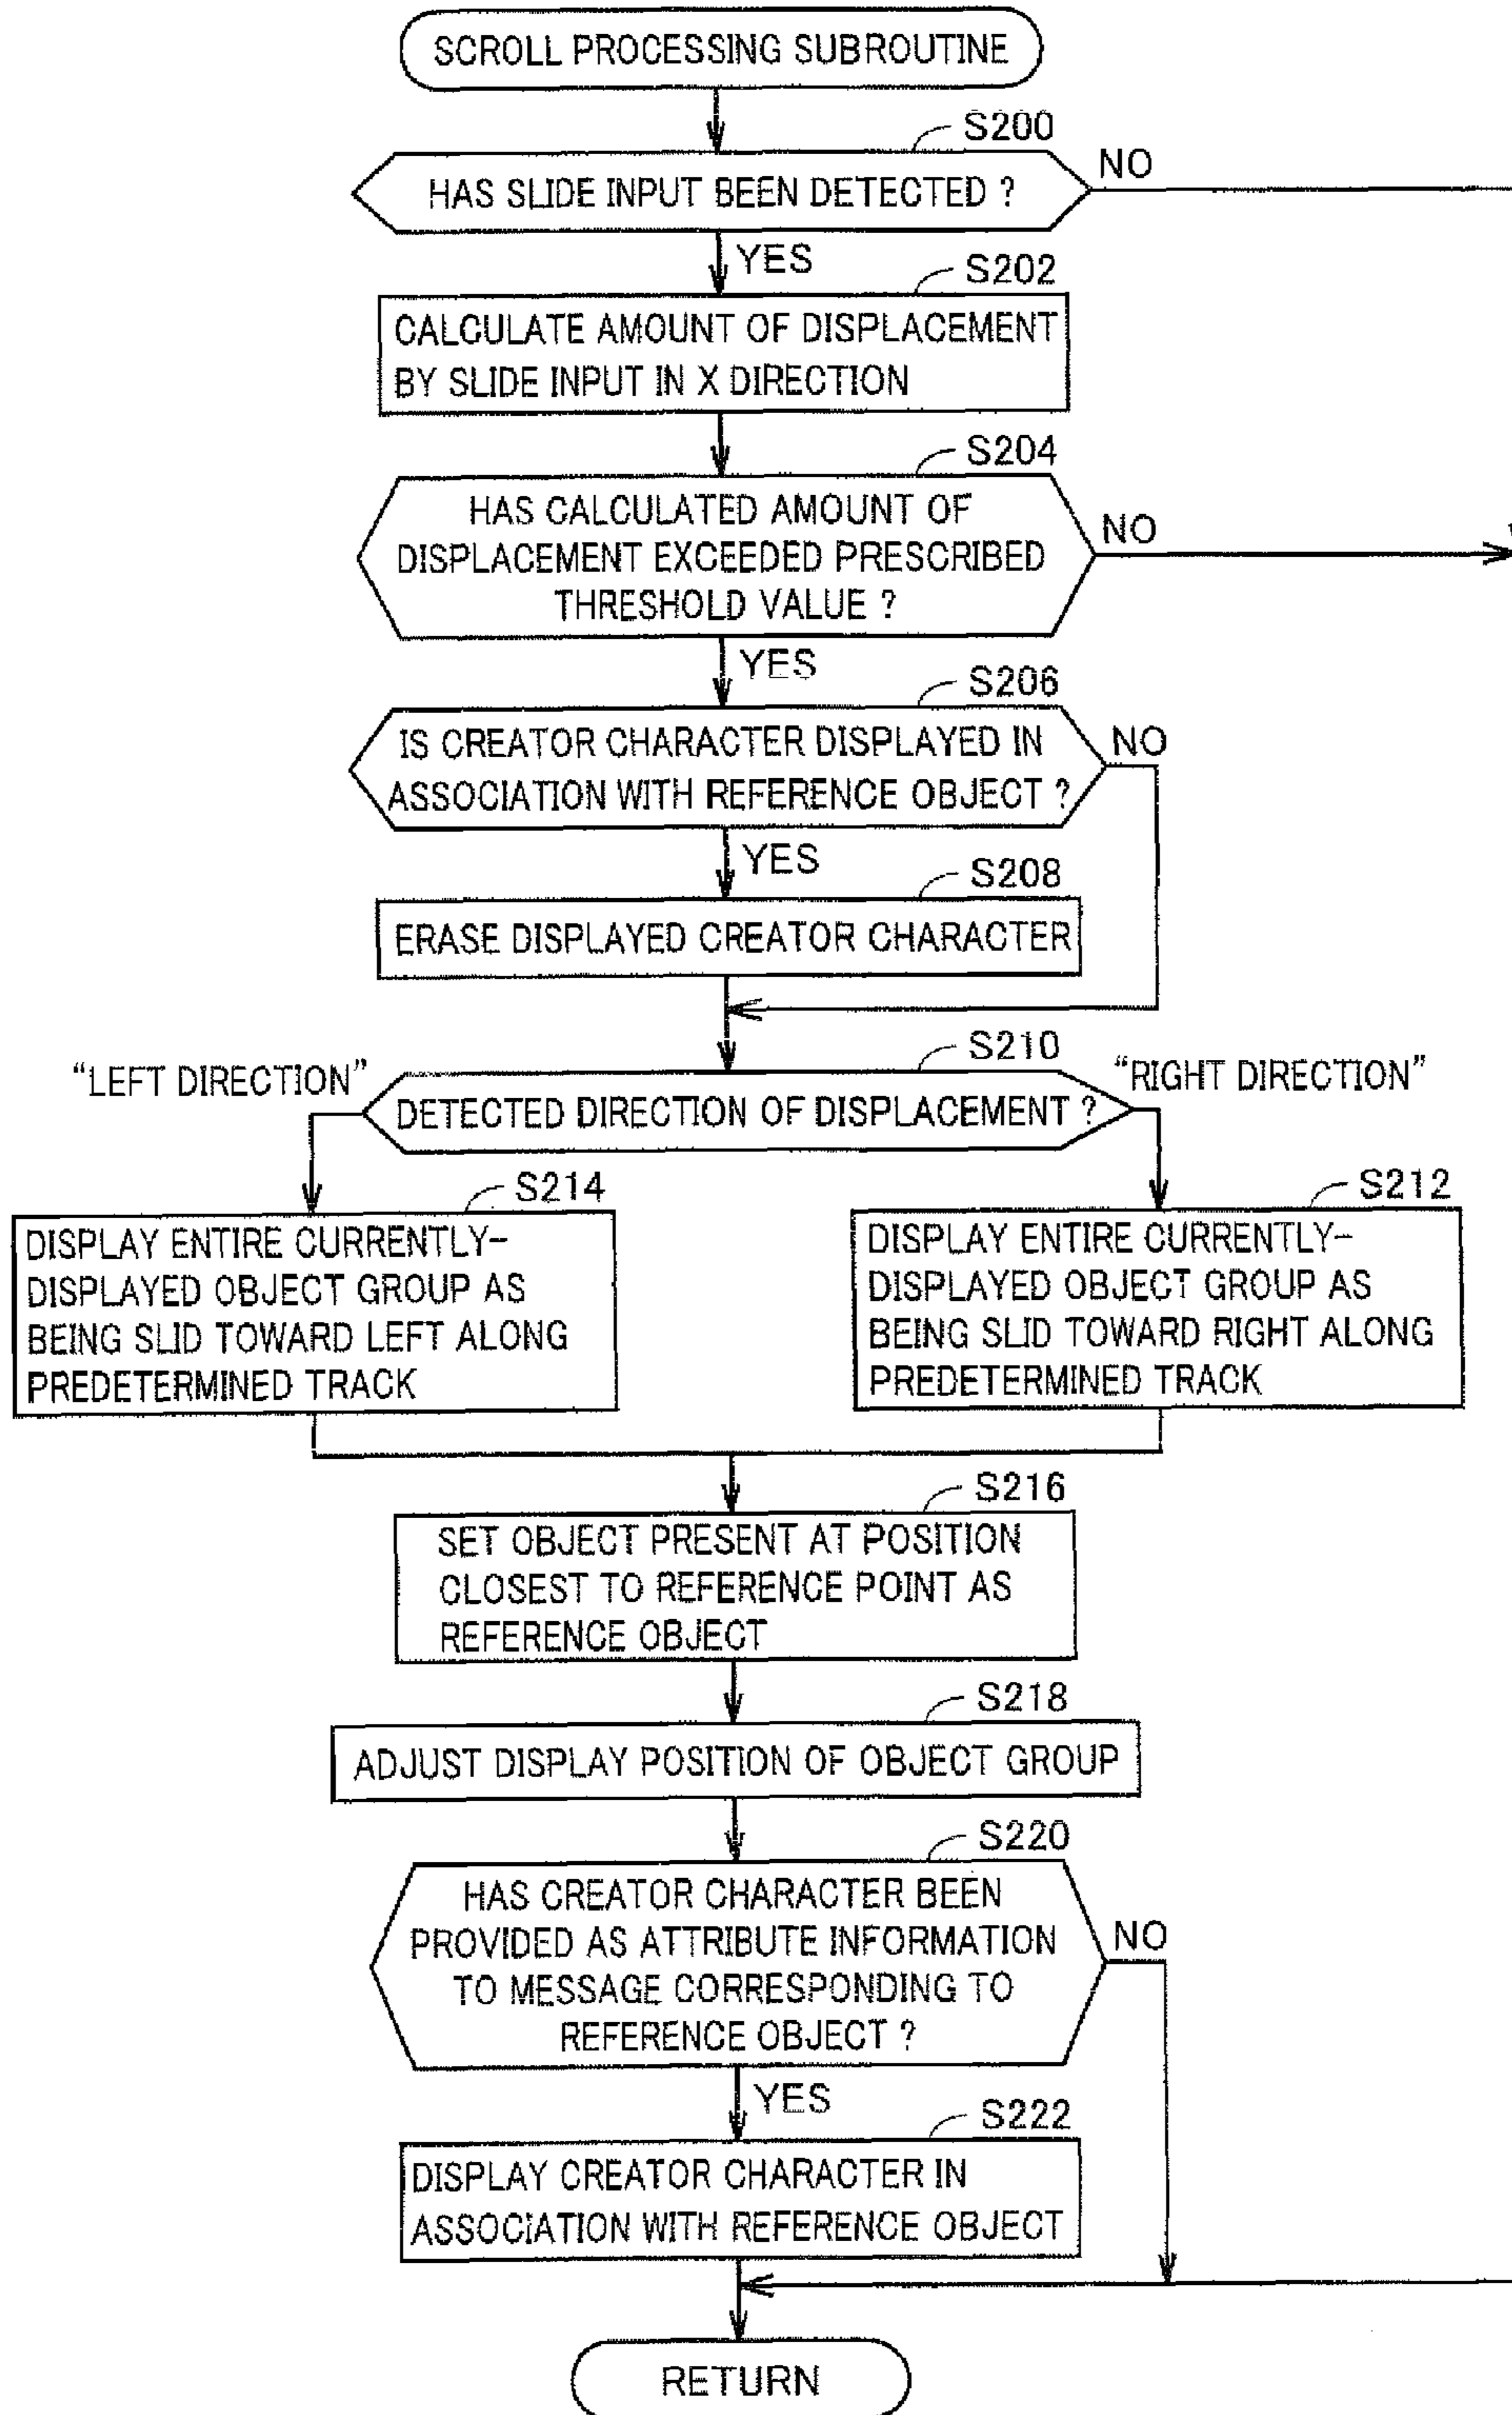 SCROLL PROCESSING SUBROUTINE
S200
HAS SLIDE INPUT BEEN DETECTED ?
NO
YES
S202
CALCULATE AMOUNT OF DISPLACEMENT
BY SLIDE INPUT IN X DIRECTION
S204
HAS CALCULATED AMOUNT OF
DISPLACEMENT EXCEEDED PRESCRIBED
THRESHOLD VALUE ?
NO
YES
S206
IS CREATOR CHARACTER DISPLAYED IN
ASSOCIATION WITH REFERENCE OBJECT ?
NO
YES
S208
ERASE DISPLAYED CREATOR CHARACTER
S210
“LEFT DIRECTION”
DETECTED DIRECTION OF DISPLACEMENT ?
“RIGHT DIRECTION”
S214
DISPLAY ENTIRE CURRENTLY-
DISPLAYED OBJECT GROUP AS
BEING SLID TOWARD LEFT ALONG
PREDETERMINED TRACK
S212
DISPLAY ENTIRE CURRENTLY-
DISPLAYED OBJECT GROUP AS
BEING SLID TOWARD RIGHT ALONG
PREDETERMINED TRACK
S216
SET OBJECT PRESENT AT POSITION
CLOSEST TO REFERENCE POINT AS
REFERENCE OBJECT
S218
ADJUST DISPLAY POSITION OF OBJECT GROUP
S220
HAS CREATOR CHARACTER BEEN
PROVIDED AS ATTRIBUTE INFORMATION
TO MESSAGE CORRESPONDING TO
REFERENCE OBJECT ?
NO
YES
S222
DISPLAY CREATOR CHARACTER IN
ASSOCIATION WITH REFERENCE OBJECT
RETURN